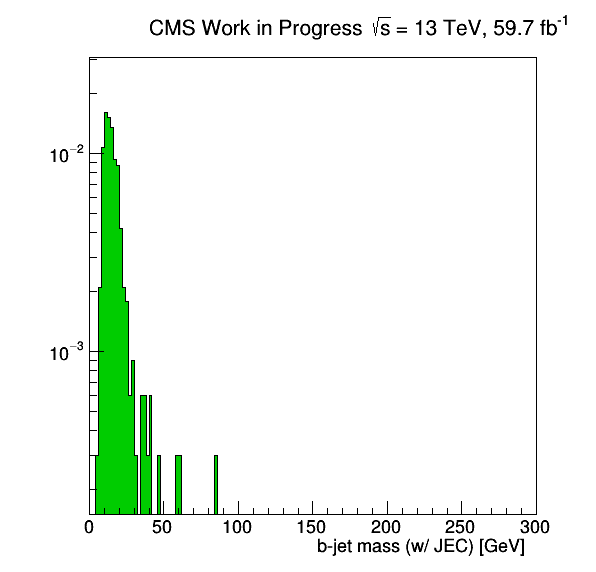 CMS Work in Progress √s = 13 TeV, 59.7 fb⁻¹
10⁻²
10⁻³
0 50 100 150 200 250 300
b-jet mass (w/ JEC) [GeV]